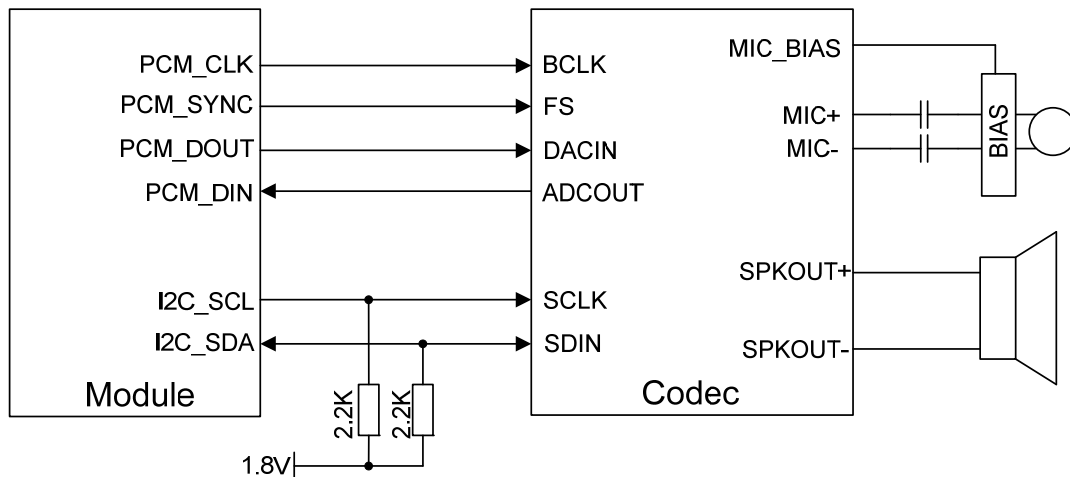 PCM_CLK
PCM_SYNC
PCM_DOUT
PCM_DIN
I2C_SCL
I2C_SDA
Module
BCLK
FS
DACIN
ADCOUT
SCLK
SDIN
Codec
MIC_BIAS
MIC+
MIC-
SPKOUT+
SPKOUT-
BIAS
2.2K
2.2K
1.8V